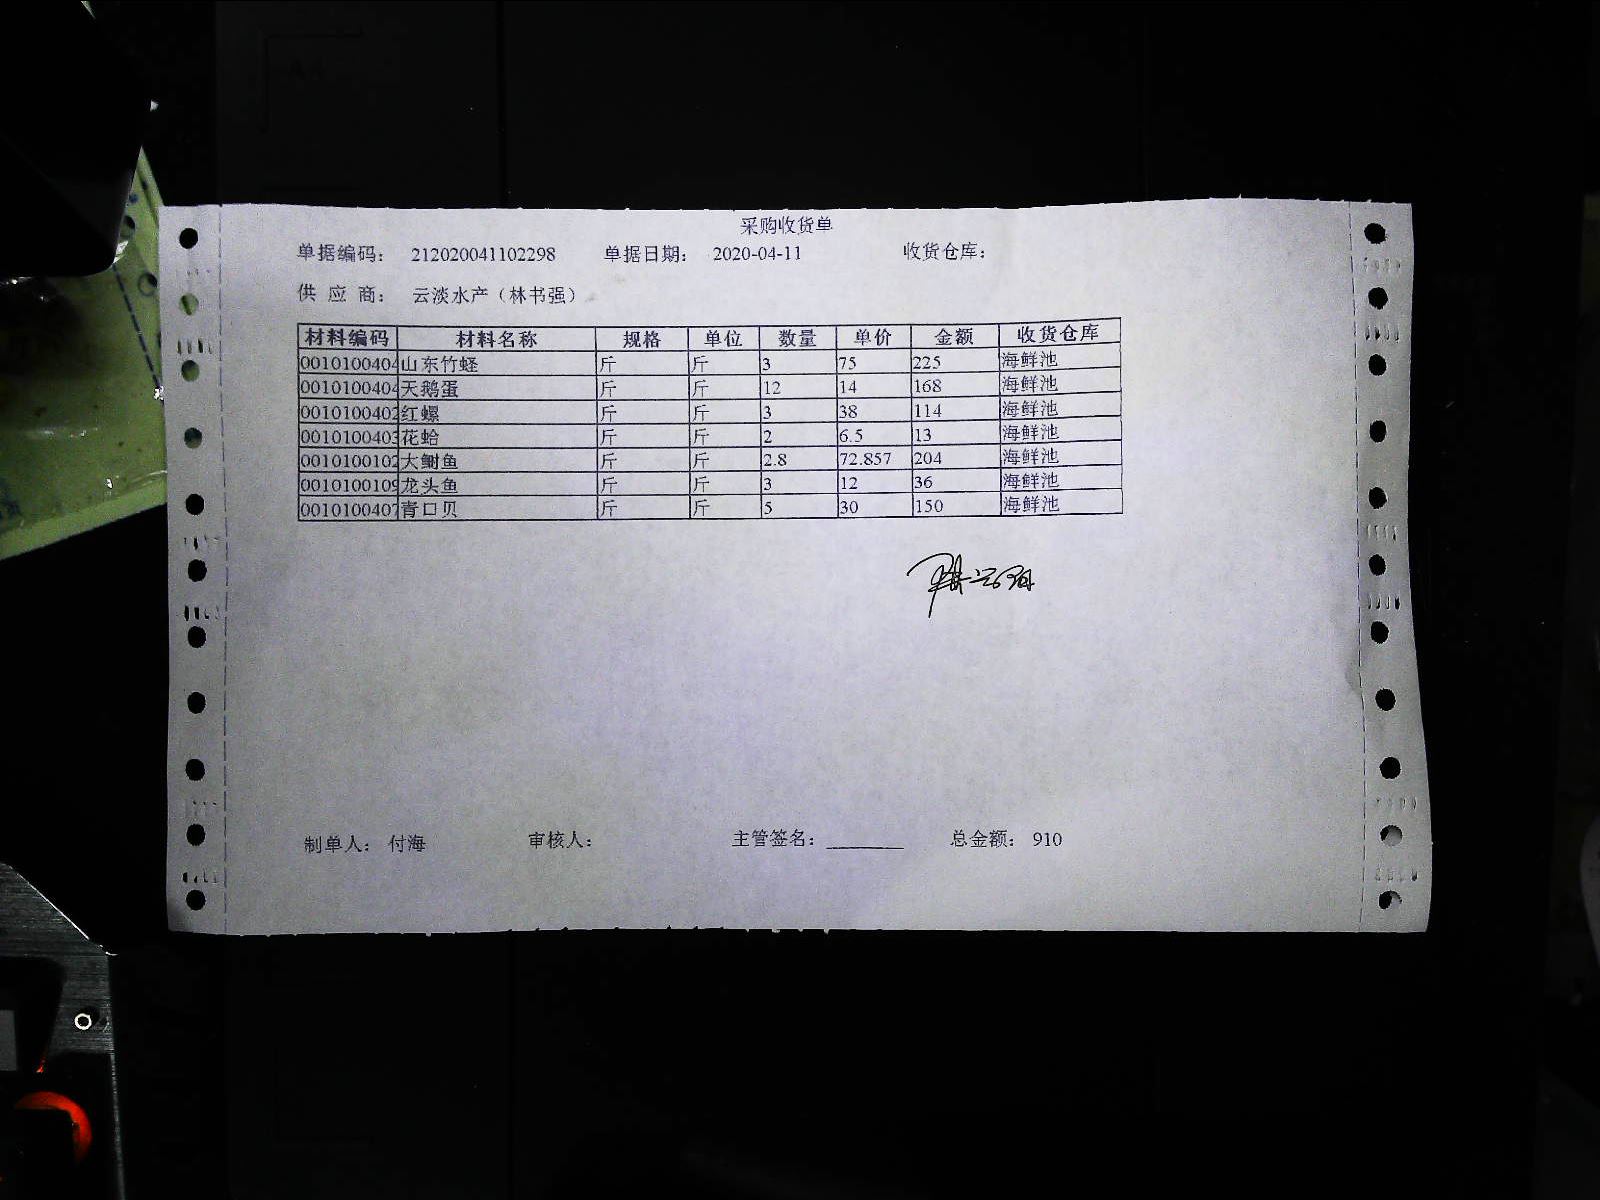 采购收货单
单据编码： 212020041102298 单据日期： 2020-04-11 收货仓库：
供 应 商： 云淡水产（林书强）
材料编码 材料名称 规格 单位 数量 单价 金额 收货仓库
0010100404 山东竹蛏 斤 斤 3 75 225 海鲜池
0010100404 天鹅蛋 斤 斤 12 14 168 海鲜池
0010100402 红螺 斤 斤 3 38 114 海鲜池
0010100403 花蛤 斤 斤 2 6.5 13 海鲜池
0010100102 大鲥鱼 斤 斤 2.8 72.857 204 海鲜池
0010100109 龙头鱼 斤 斤 3 12 36 海鲜池
0010100407 青口贝 斤 斤 5 30 150 海鲜池
制单人： 付海 审核人： 主管签名： 总金额： 910